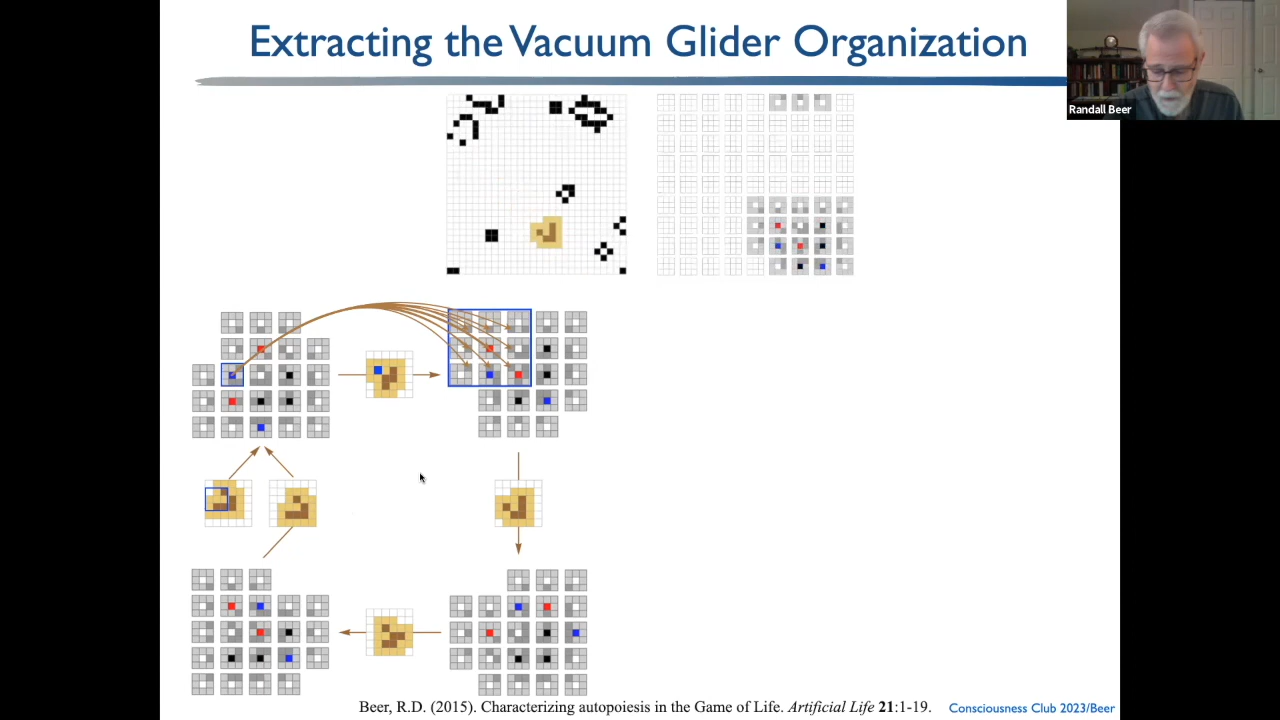 Extracting the Vacuum Glider Organization
Randall Beer
Beer, R.D. (2015). Characterizing autopoiesis in the Game of Life. Artificial Life 21:1-19.
Consciousness Club 2023/Beer